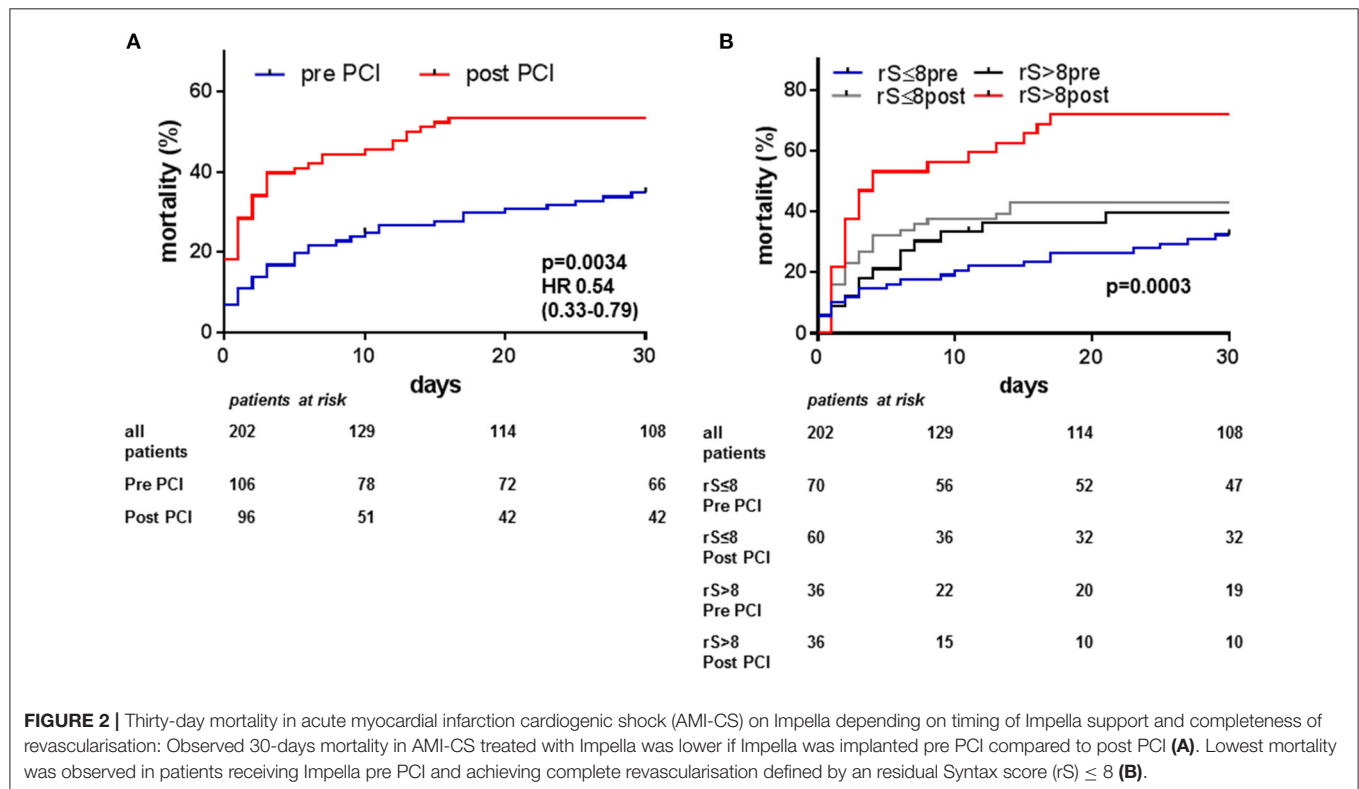 A
pre PCI
post PCI
mortality (%)
60
40
20
0
p=0.0034
HR 0.54
(0.33-0.79)
0
10
20
30
days
patients at risk
all patients 202 129 114 108
Pre PCI 106 78 72 66
Post PCI 96 51 42 42
B
rS≤8pre
rS>8pre
rS≤8post
rS>8post
mortality (%)
80
60
40
20
0
p=0.0003
0
10
20
30
days
patients at risk
all patients 202 129 114 108
rS≤8 Pre PCI 70 56 52 47
rS≤8 Post PCI 60 36 32 32
rS>8 Pre PCI 36 22 20 19
rS>8 Post PCI 36 15 10 10
FIGURE 2 | Thirty-day mortality in acute myocardial infarction cardiogenic shock (AMI-CS) on Impella depending on timing of Impella support and completeness of
revascularisation: Observed 30-days mortality in AMI-CS treated with Impella was lower if Impella was implanted pre PCI compared to post PCI (A). Lowest mortality
was observed in patients receiving Impella pre PCI and achieving complete revascularisation defined by an residual Syntax score (rS) ≤ 8 (B).